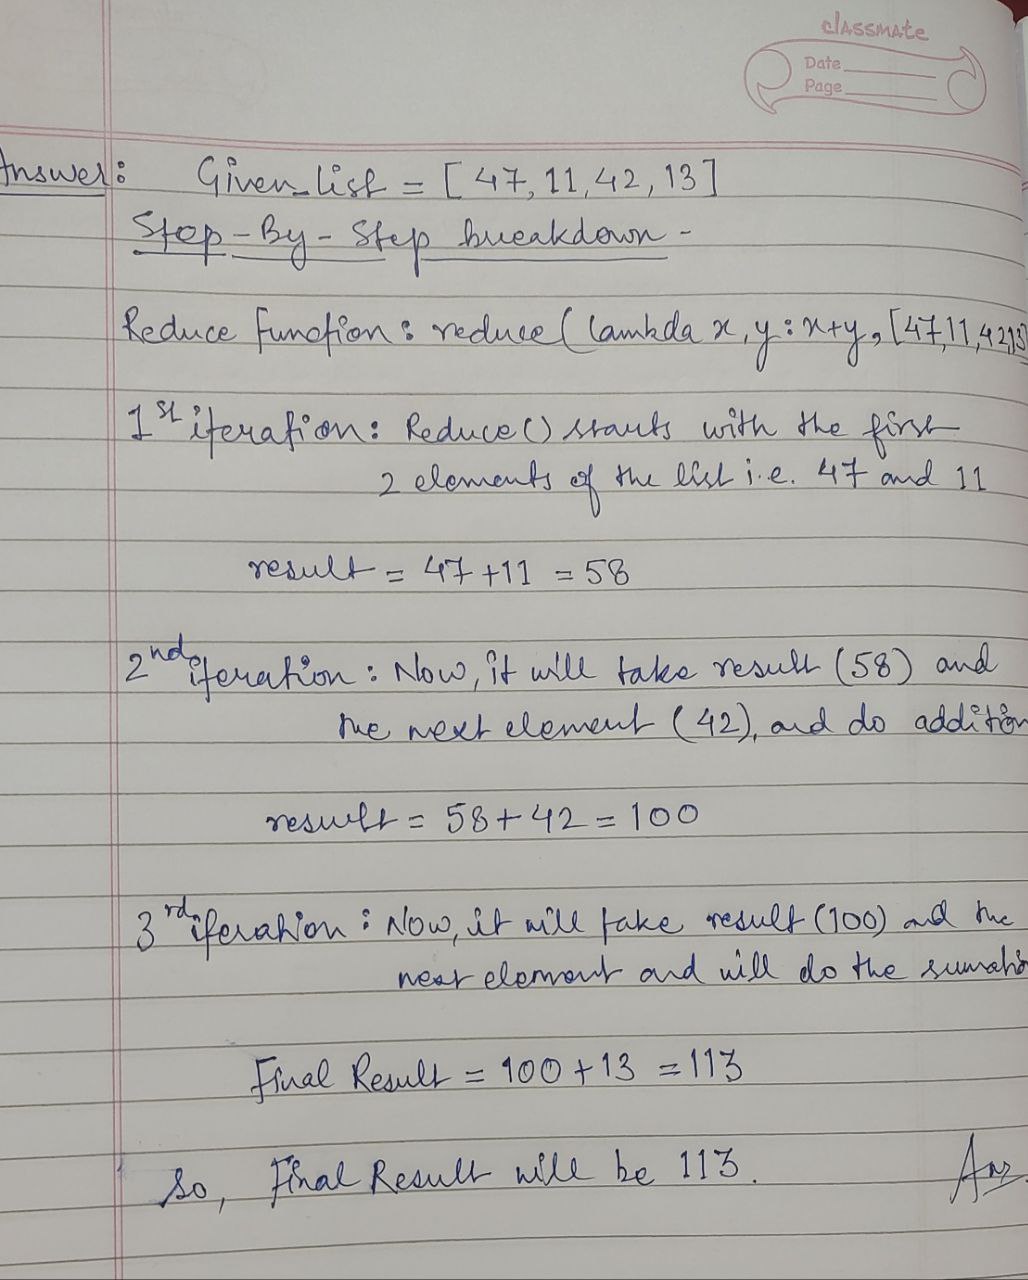 classmate
Date
Page
Answer: Given_list = [ 47, 11, 42, 13 ]
Step-By-Step breakdown -
Reduce Function: reduce ( lambda x, y: x+y, [47,11,42,13]
1st iteration: Reduce() starts with the first
2 elements of the list i.e. 47 and 11
result = 47+11 = 58
2nd iteration: Now, it will take result (58) and
the next element (42), and do addition
result = 58+42 = 100
3rd iteration: Now, it will take result (100) and the
next element and will do the sumatio
Final Result = 100+13 = 113
So, Final Result will be 113.
Ans